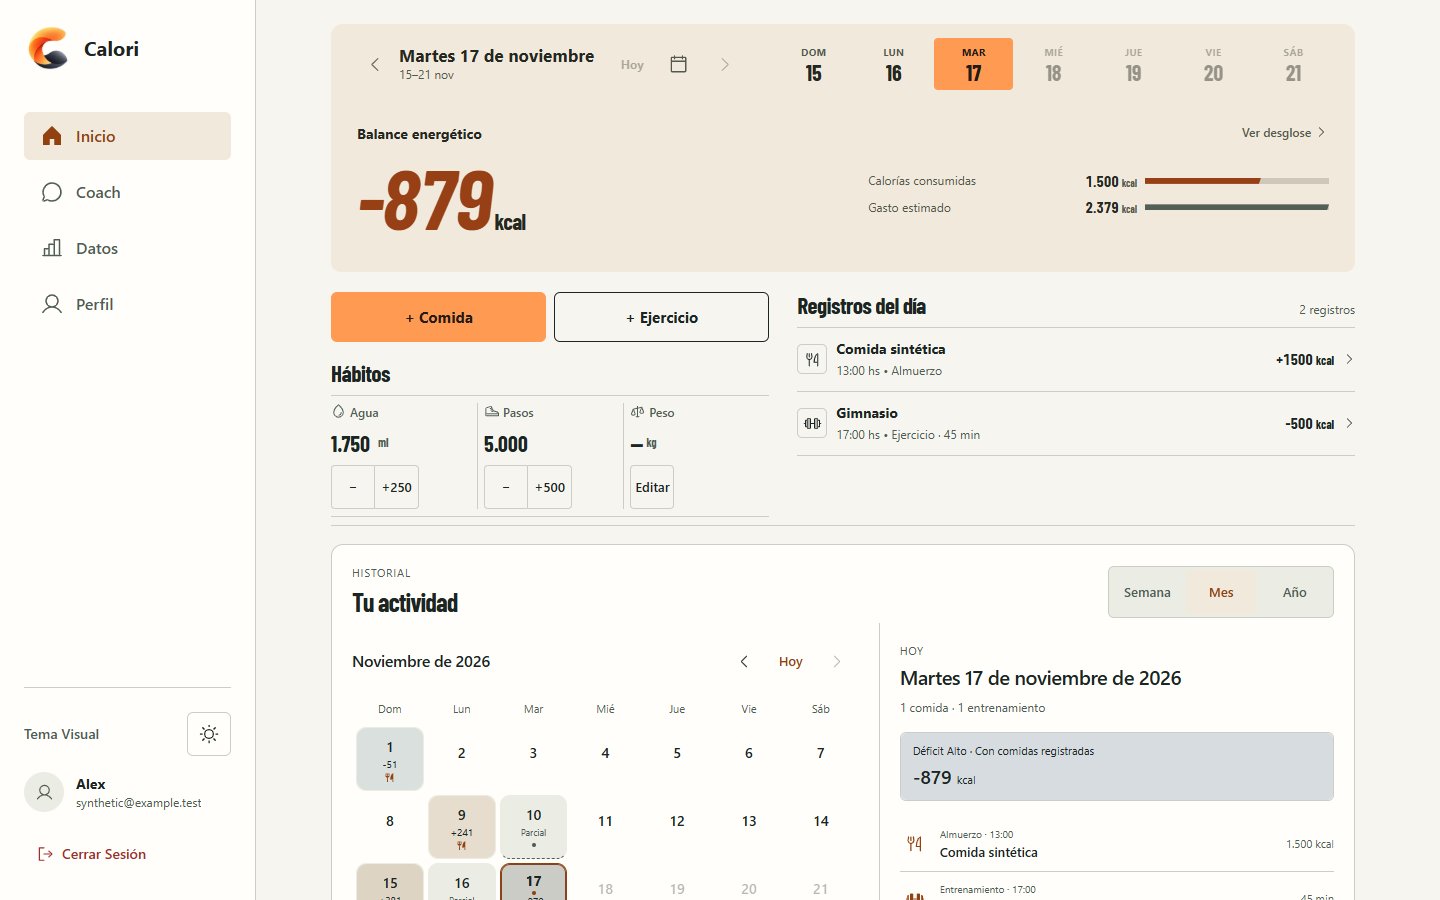 Calori
Inicio
Coach
Datos
Perfil
Tema Visual
Alex
synthetic@example.test
Cerrar Sesión
Martes 17 de noviembre
15–21 nov
Hoy
DOM
15
LUN
16
MAR
17
MIÉ
18
JUE
19
VIE
20
SÁB
21
Balance energético
Ver desglose
-879 kcal
Calorías consumidas 1.500 kcal
Gasto estimado 2.379 kcal
+ Comida
+ Ejercicio
Hábitos
Agua
1.750 ml
− +250
Pasos
5.000
− +500
Peso
— kg
Editar
Registros del día
2 registros
Comida sintética
13:00 hs • Almuerzo
+1500 kcal
Gimnasio
17:00 hs • Ejercicio · 45 min
-500 kcal
HISTORIAL
Tu actividad
Semana Mes Año
Noviembre de 2026
Hoy
Dom Lun Mar Mié Jue Vie Sáb
1 2 3 4 5 6 7
-51
8 9 10 11 12 13 14
+241 Parcial
15 16 17 18 19 20 21
HOY
Martes 17 de noviembre de 2026
1 comida · 1 entrenamiento
Déficit Alto · Con comidas registradas
-879 kcal
Almuerzo · 13:00
Comida sintética
1.500 kcal
Entrenamiento · 17:00
45 min